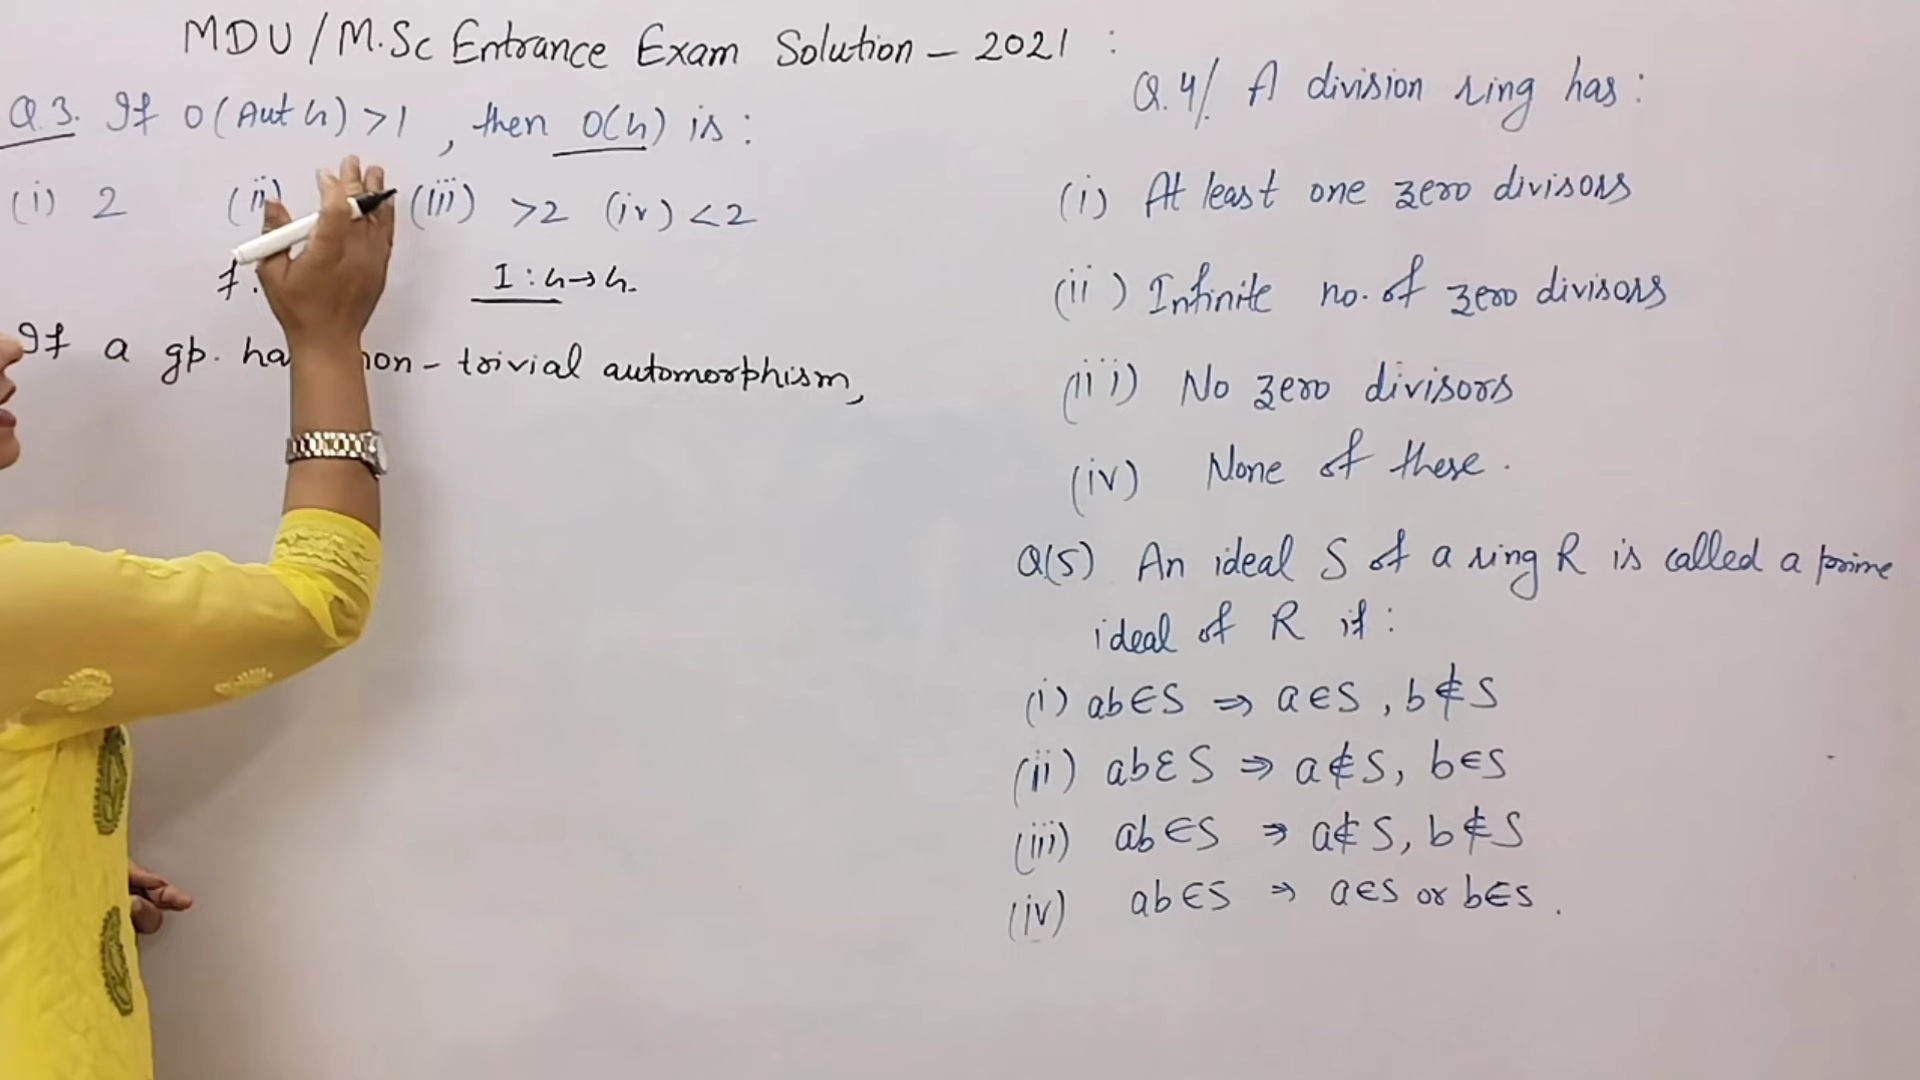 MDU/M.Sc Entrance Exam Solution - 2021 :
Q3. If O(Aut G) >1, then O(G) is :
(i) 2 (ii) (iii) >2 (iv) <2
f: I : G→G.
If a gp. ha non-trivial automorphism,
Q.4/. A division ring has :
(i) At least one zero divisors
(ii) Infinite no. of zero divisors
(iii) No zero divisors
(iv) None of these.
Q(5) An ideal S of a ring R is called a prime
ideal of R if :
(i) ab∈S ⇒ a∈S, b∉S
(ii) ab∈S ⇒ a∉S, b∈S
(iii) ab∈S ⇒ a∉S, b∉S
(iv) ab∈S ⇒ a∈S or b∈S.